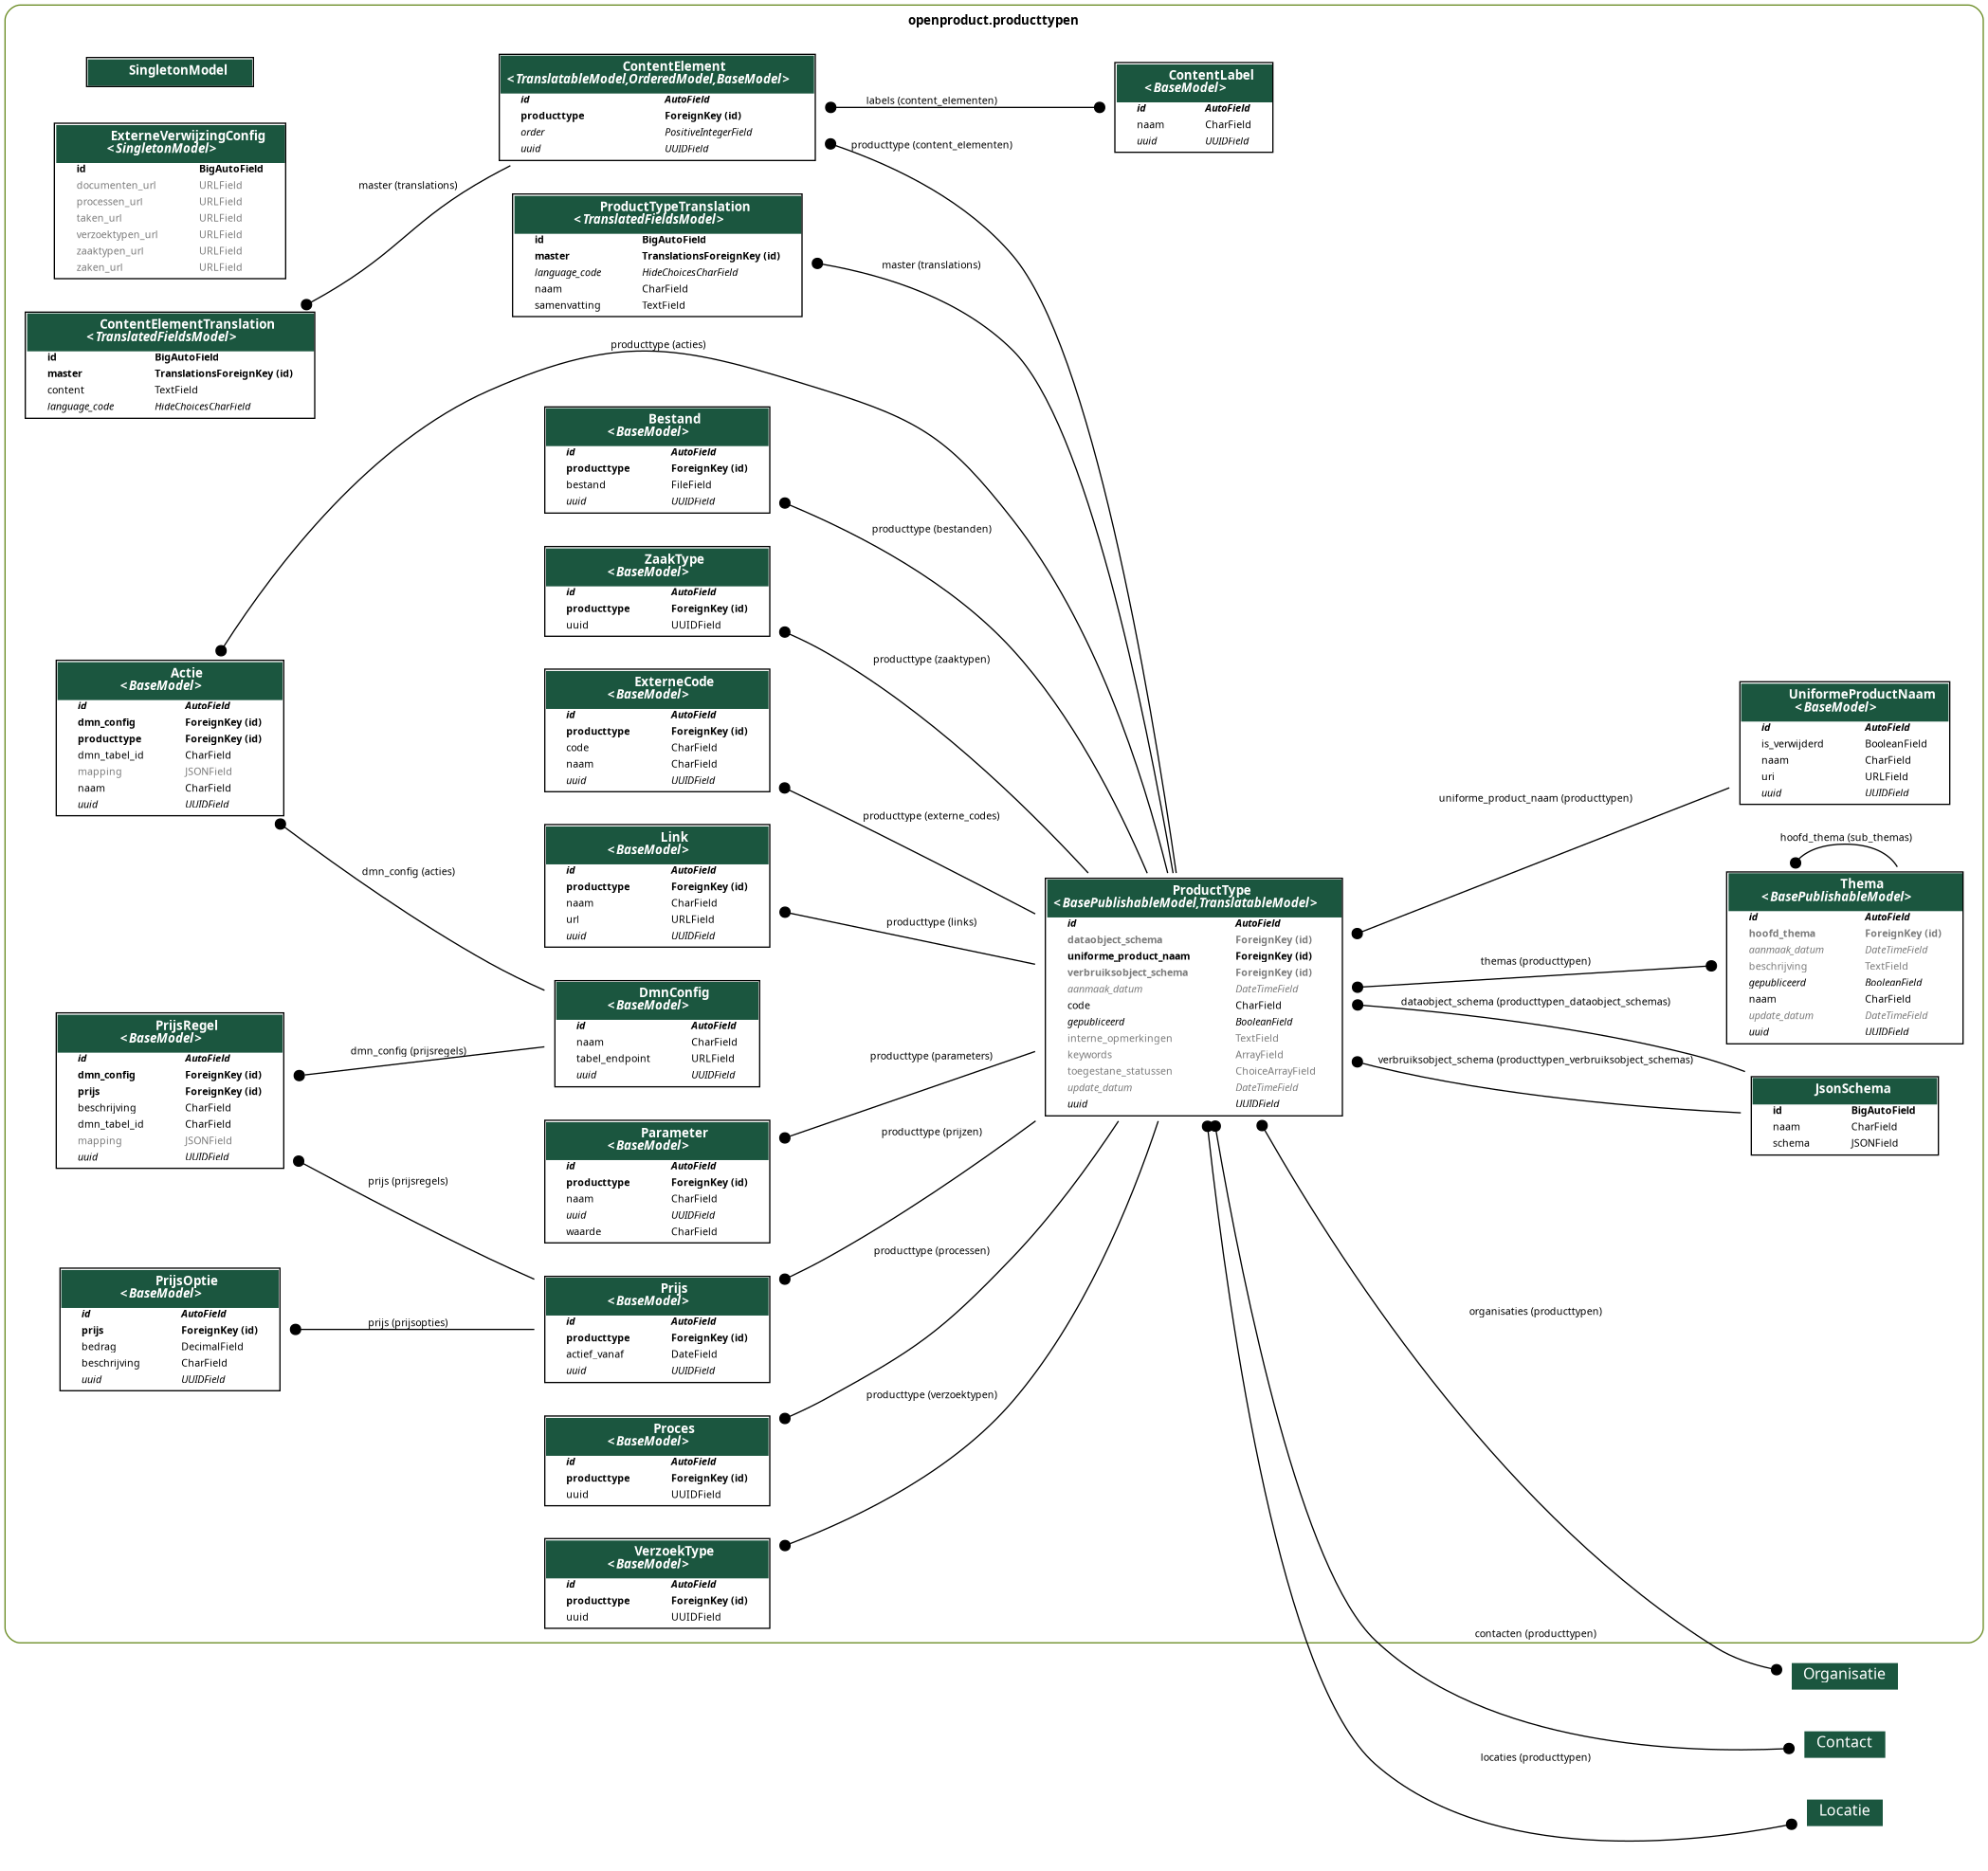 openproduct.producttypen
SingletonModel
ExterneVerwijzingConfig
<SingletonModel>
id BigAutoField
documenten_url URLField
processen_url URLField
taken_url URLField
verzoektypen_url URLField
zaaktypen_url URLField
zaken_url URLField
ContentElementTranslation
<TranslatedFieldsModel>
id BigAutoField
master TranslationsForeignKey (id)
content TextField
language_code HideChoicesCharField
master (translations)
ContentElement
<TranslatableModel,OrderedModel,BaseModel>
id AutoField
producttype ForeignKey (id)
order PositiveIntegerField
uuid UUIDField
labels (content_elementen)
producttype (content_elementen)
ContentLabel
<BaseModel>
id AutoField
naam CharField
uuid UUIDField
ProductTypeTranslation
<TranslatedFieldsModel>
id BigAutoField
master TranslationsForeignKey (id)
language_code HideChoicesCharField
naam CharField
samenvatting TextField
master (translations)
producttype (acties)
Bestand
<BaseModel>
id AutoField
producttype ForeignKey (id)
bestand FileField
uuid UUIDField
producttype (bestanden)
ZaakType
<BaseModel>
id AutoField
producttype ForeignKey (id)
uuid UUIDField
producttype (zaaktypen)
Actie
<BaseModel>
id AutoField
dmn_config ForeignKey (id)
producttype ForeignKey (id)
dmn_tabel_id CharField
mapping JSONField
naam CharField
uuid UUIDField
dmn_config (acties)
ExterneCode
<BaseModel>
id AutoField
producttype ForeignKey (id)
code CharField
naam CharField
uuid UUIDField
producttype (externe_codes)
Link
<BaseModel>
id AutoField
producttype ForeignKey (id)
naam CharField
url URLField
uuid UUIDField
producttype (links)
ProductType
<BasePublishableModel,TranslatableModel>
id AutoField
dataobject_schema ForeignKey (id)
uniforme_product_naam ForeignKey (id)
verbruiksobject_schema ForeignKey (id)
aanmaak_datum DateTimeField
code CharField
gepubliceerd BooleanField
interne_opmerkingen TextField
keywords ArrayField
toegestane_statussen ChoiceArrayField
update_datum DateTimeField
uuid UUIDField
UniformeProductNaam
<BaseModel>
id AutoField
is_verwijderd BooleanField
naam CharField
uri URLField
uuid UUIDField
uniforme_product_naam (producttypen)
hoofd_thema (sub_themas)
Thema
<BasePublishableModel>
id AutoField
hoofd_thema ForeignKey (id)
aanmaak_datum DateTimeField
beschrijving TextField
gepubliceerd BooleanField
naam CharField
update_datum DateTimeField
uuid UUIDField
themas (producttypen)
dataobject_schema (producttypen_dataobject_schemas)
verbruiksobject_schema (producttypen_verbruiksobject_schemas)
JsonSchema
id BigAutoField
naam CharField
schema JSONField
DmnConfig
<BaseModel>
id AutoField
naam CharField
tabel_endpoint URLField
uuid UUIDField
PrijsRegel
<BaseModel>
id AutoField
dmn_config ForeignKey (id)
prijs ForeignKey (id)
beschrijving CharField
dmn_tabel_id CharField
mapping JSONField
uuid UUIDField
dmn_config (prijsregels)
prijs (prijsregels)
Parameter
<BaseModel>
id AutoField
producttype ForeignKey (id)
naam CharField
uuid UUIDField
waarde CharField
producttype (parameters)
producttype (prijzen)
PrijsOptie
<BaseModel>
id AutoField
prijs ForeignKey (id)
bedrag DecimalField
beschrijving CharField
uuid UUIDField
prijs (prijsopties)
Prijs
<BaseModel>
id AutoField
producttype ForeignKey (id)
actief_vanaf DateField
uuid UUIDField
producttype (processen)
Proces
<BaseModel>
id AutoField
producttype ForeignKey (id)
uuid UUIDField
producttype (verzoektypen)
VerzoekType
<BaseModel>
id AutoField
producttype ForeignKey (id)
uuid UUIDField
organisaties (producttypen)
contacten (producttypen)
locaties (producttypen)
Organisatie
Contact
Locatie